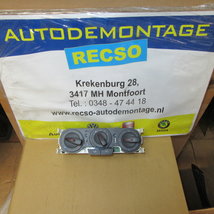 AUTODEMONTAGE
RECSO
Krekenburg 28,
3417 MH Montfoort
Tel.: 0348 - 47 44 18
www.recso-autodemontage.nl